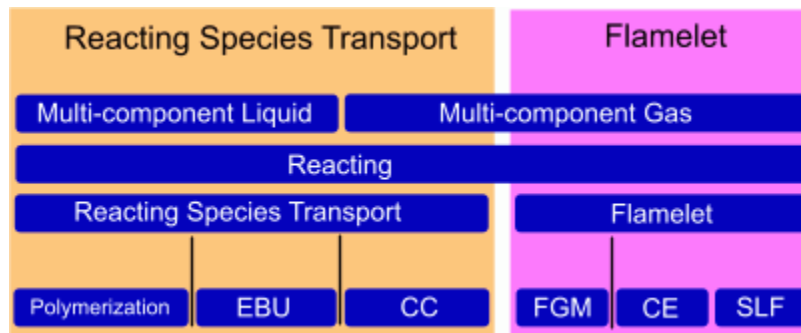 Reacting Species Transport
Flamelet
Multi-component Liquid
Multi-component Gas
Reacting
Reacting Species Transport
Flamelet
Polymerization
EBU
CC
FGM
CE
SLF